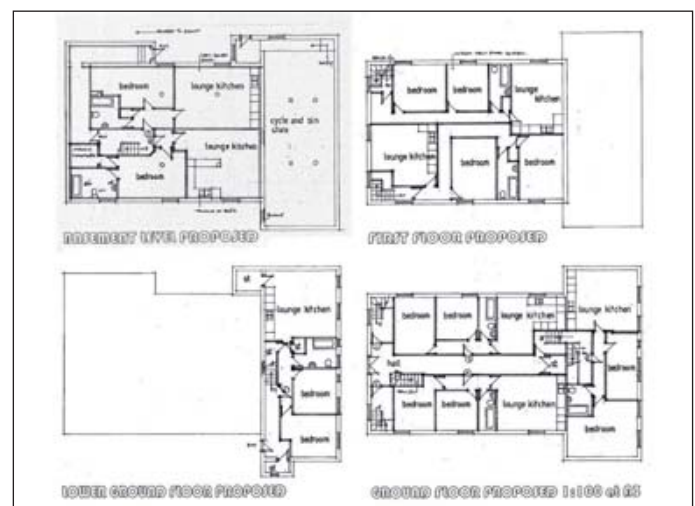 bedroom
lounge kitchen
cycle and bin
store
lounge kitchen
bedroom
BASEMENT LEVEL PROPOSED
bedroom
bedroom
lounge
kitchen
lounge kitchen
bedroom
bedroom
FIRST FLOOR PROPOSED
st
lounge kitchen
bedroom
bedroom
LOWER GROUND FLOOR PROPOSED
bedroom
bedroom
lounge kitchen
lounge kitchen
hall
st
bedroom
bedroom
bedroom
lounge kitchen
bedroom
GROUND FLOOR PROPOSED 1:100 at A3